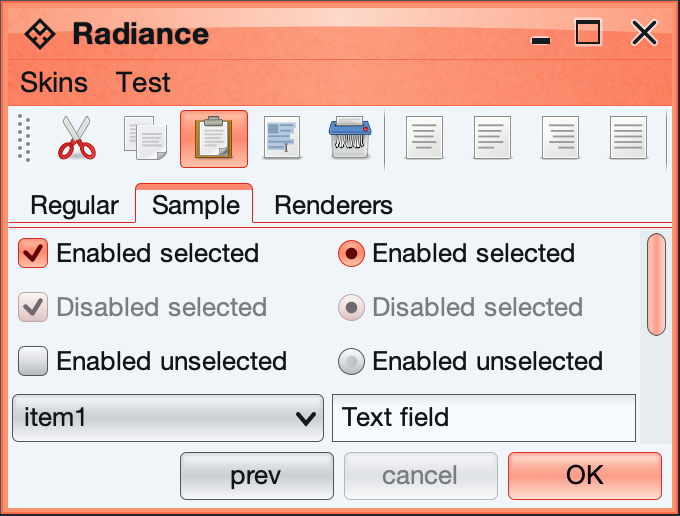 Radiance
Skins Test
Regular Sample Renderers
Enabled selected Enabled selected
Disabled selected Disabled selected
Enabled unselected Enabled unselected
item1 Text field
prev cancel OK